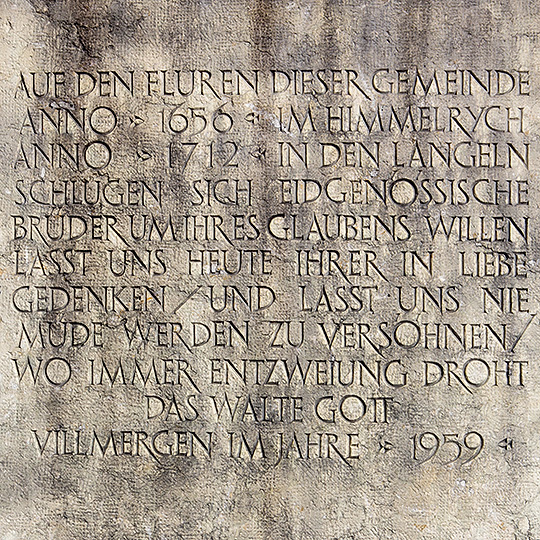 AUF DEN FLUREN DIESER GEMEINDE
ANNO 1656 IM HIMMELRYCH
ANNO 1712 IN DEN LANGELN
SCHLUGEN SICH EIDGENÖSSISCHE
BRÜDER UM IHRES GLAUBENS WILLEN
LASST UNS HEUTE IHRER IN LIEBE
GEDENKEN / UND LASST UNS NIE
MÜDE WERDEN ZU VERSÖHNEN /
WO IMMER ENTZWEIUNG DROHT
DAS WALTE GOTT
VILLMERGEN IM JAHRE 1959